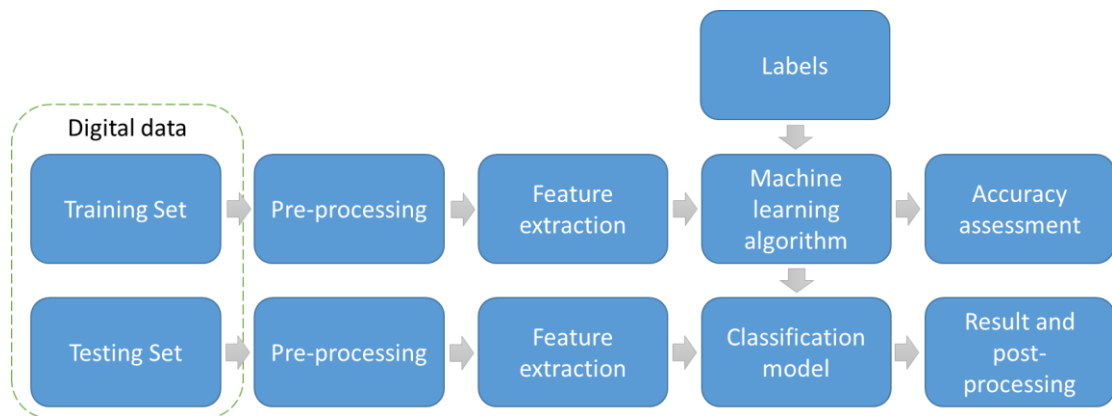 Labels
Digital data
Training Set
Pre-processing
Feature
extraction
Machine
learning
algorithm
Accuracy
assessment
Testing Set
Pre-processing
Feature
extraction
Classification
model
Result and
post-
processing